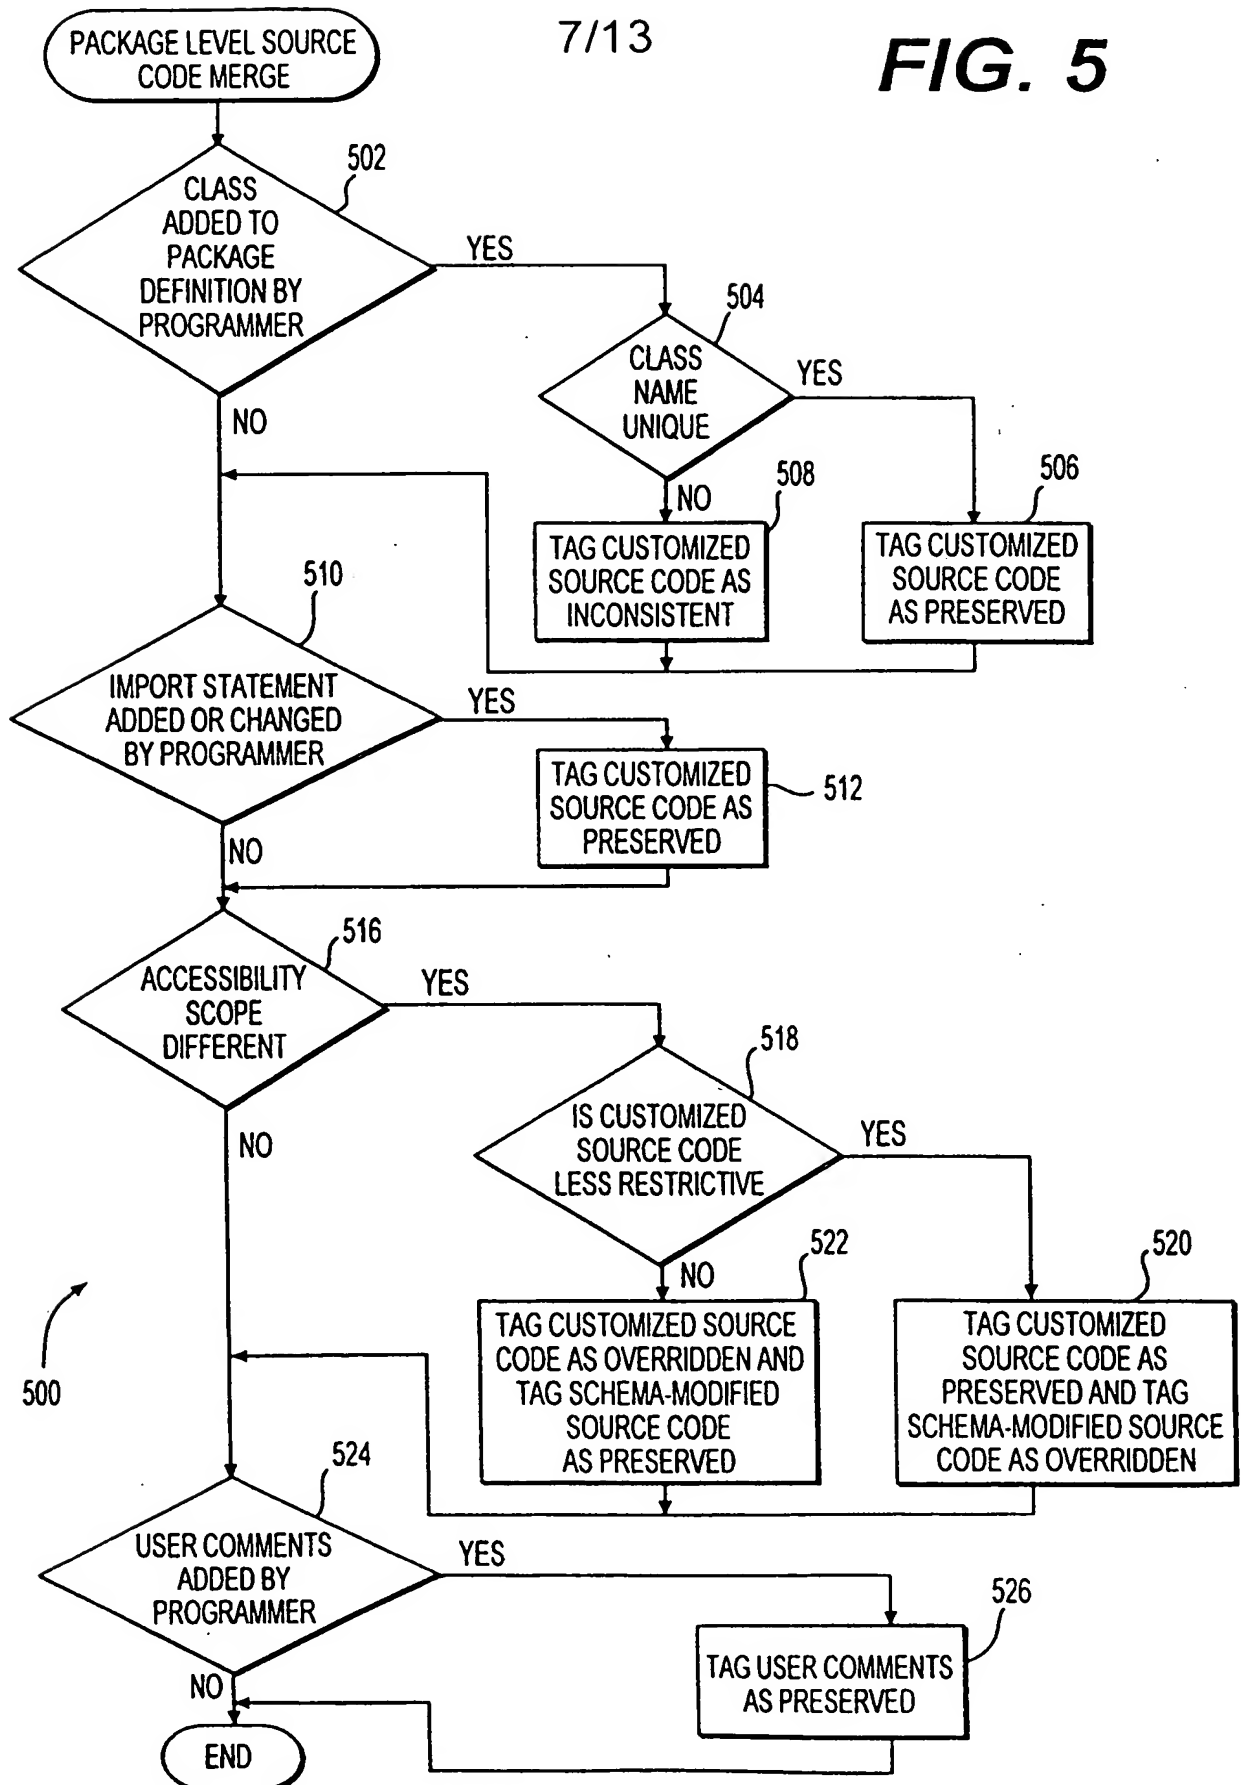 7/13
FIG. 5
PACKAGE LEVEL SOURCE
CODE MERGE
502
CLASS
ADDED TO
PACKAGE
DEFINITION BY
PROGRAMMER
YES
NO
504
CLASS
NAME
UNIQUE
YES
NO
508
TAG CUSTOMIZED
SOURCE CODE AS
INCONSISTENT
506
TAG CUSTOMIZED
SOURCE CODE
AS PRESERVED
510
IMPORT STATEMENT
ADDED OR CHANGED
BY PROGRAMMER
YES
NO
TAG CUSTOMIZED
SOURCE CODE AS
PRESERVED
512
516
ACCESSIBILITY
SCOPE
DIFFERENT
YES
NO
518
IS CUSTOMIZED
SOURCE CODE
LESS RESTRICTIVE
YES
NO
522
TAG CUSTOMIZED SOURCE
CODE AS OVERRIDDEN AND
TAG SCHEMA-MODIFIED
SOURCE CODE
AS PRESERVED
520
TAG CUSTOMIZED
SOURCE CODE AS
PRESERVED AND TAG
SCHEMA-MODIFIED SOURCE
CODE AS OVERRIDDEN
500
524
USER COMMENTS
ADDED BY
PROGRAMMER
YES
NO
526
TAG USER COMMENTS
AS PRESERVED
END